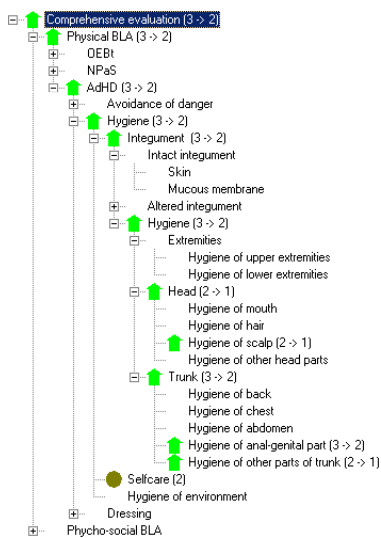 Comprehensive evaluation (3 -> 2)
Physical BLA (3 -> 2)
OEBt
NPaS
AdHD (3 -> 2)
Avoidance of danger
Hygiene (3 -> 2)
Integument (3 -> 2)
Intact integument
Skin
Mucous membrane
Altered integument
Hygiene (3 -> 2)
Extremities
Hygiene of upper extremities
Hygiene of lower extremities
Head (2 -> 1)
Hygiene of mouth
Hygiene of hair
Hygiene of scalp (2 -> 1)
Hygiene of other head parts
Trunk (3 -> 2)
Hygiene of back
Hygiene of chest
Hygiene of abdomen
Hygiene of anal-genital part (3 -> 2)
Hygiene of other parts of trunk (2 -> 1)
Selfcare (2)
Hygiene of environment
Dressing
Phycho-social BLA